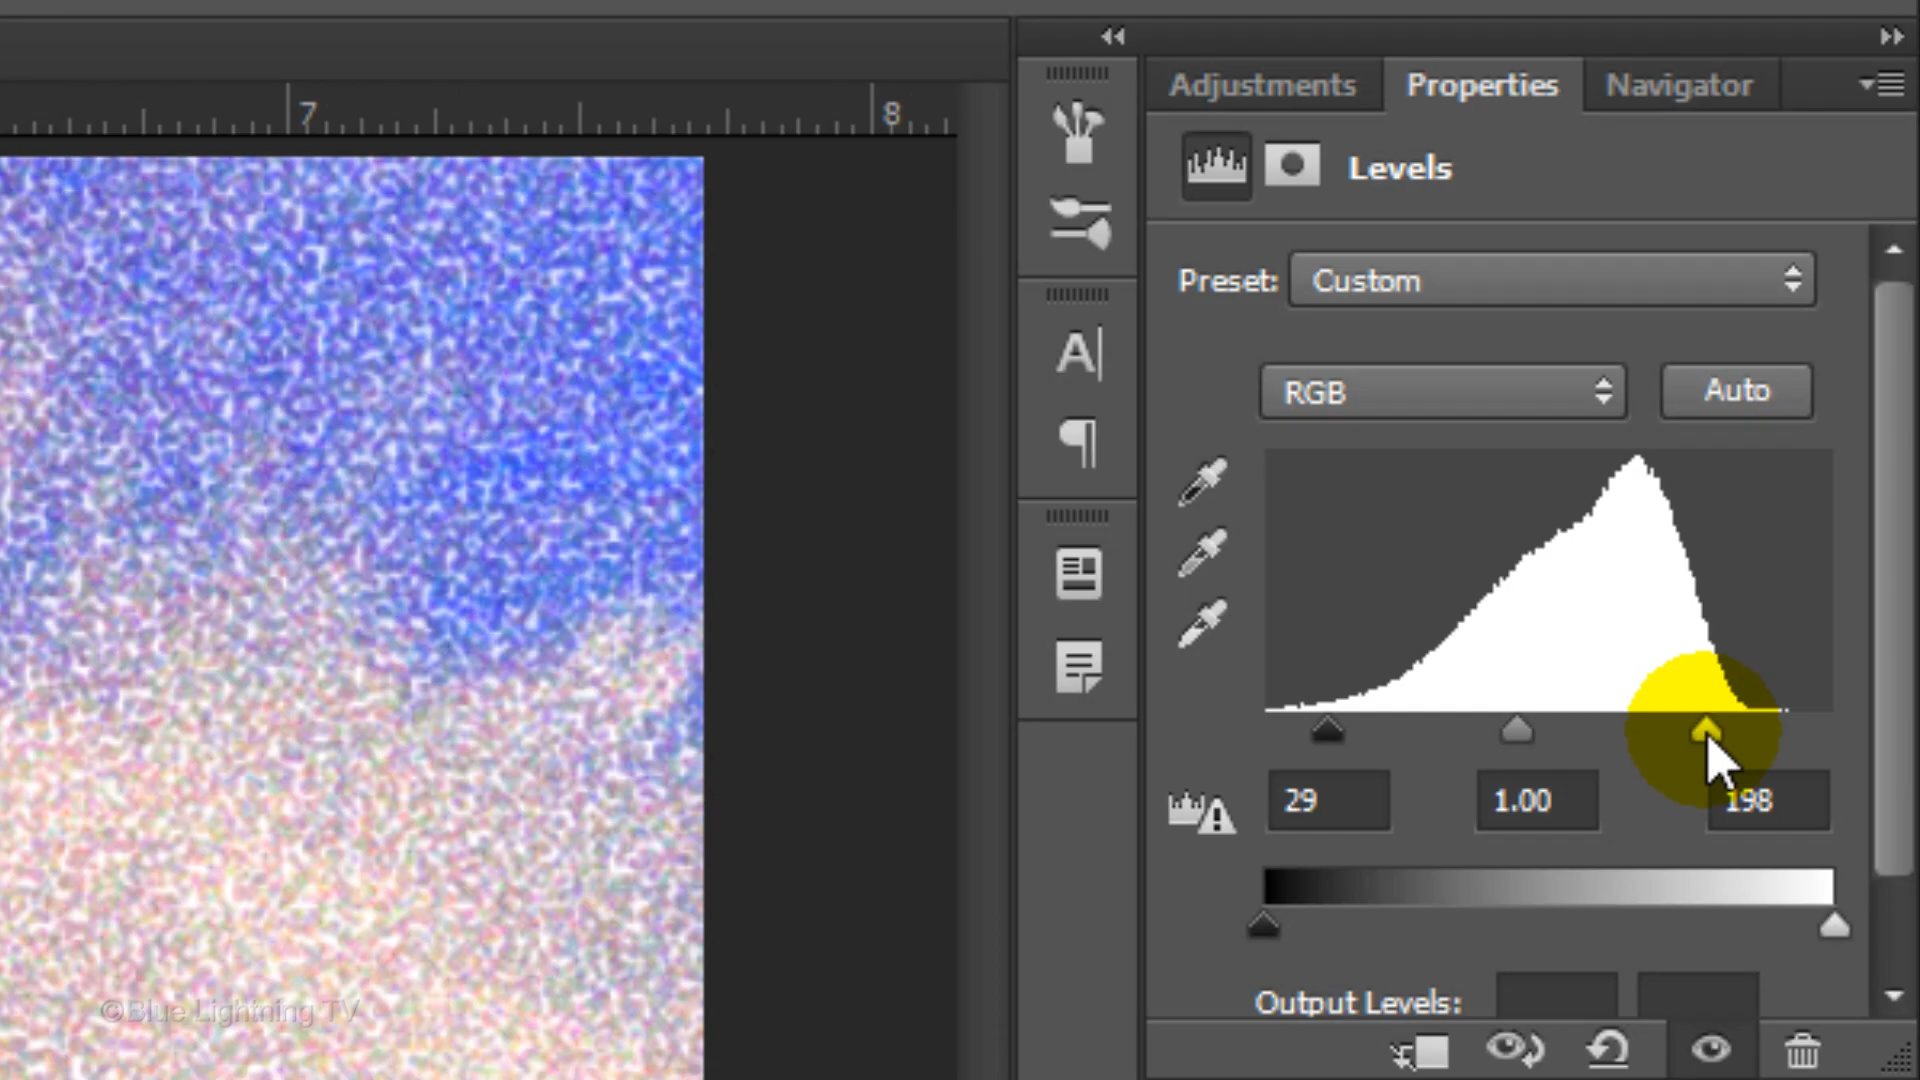 7 8
Adjustments Properties Navigator
Levels
Preset: Custom
RGB Auto
A
¶
29 1.00 198
Output Levels:
©Blue Lightning TV